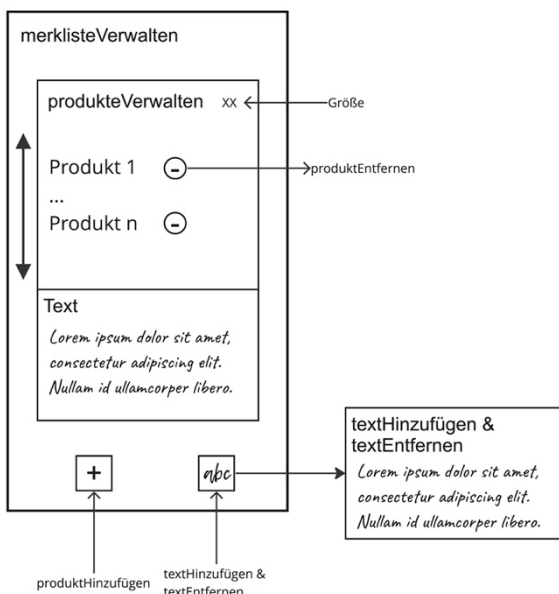 merklisteVerwalten
produkteVerwalten xx
Größe
Produkt 1 -
produktEntfernen
...
Produkt n -
Text
Lorem ipsum dolor sit amet,
consectetur adipiscing elit.
Nullam id ullamcorper libero.
textHinzufügen &
textEntfernen
Lorem ipsum dolor sit amet,
consectetur adipiscing elit.
Nullam id ullamcorper libero.
+
abc
produktHinzufügen
textHinzufügen &
textEntfernen